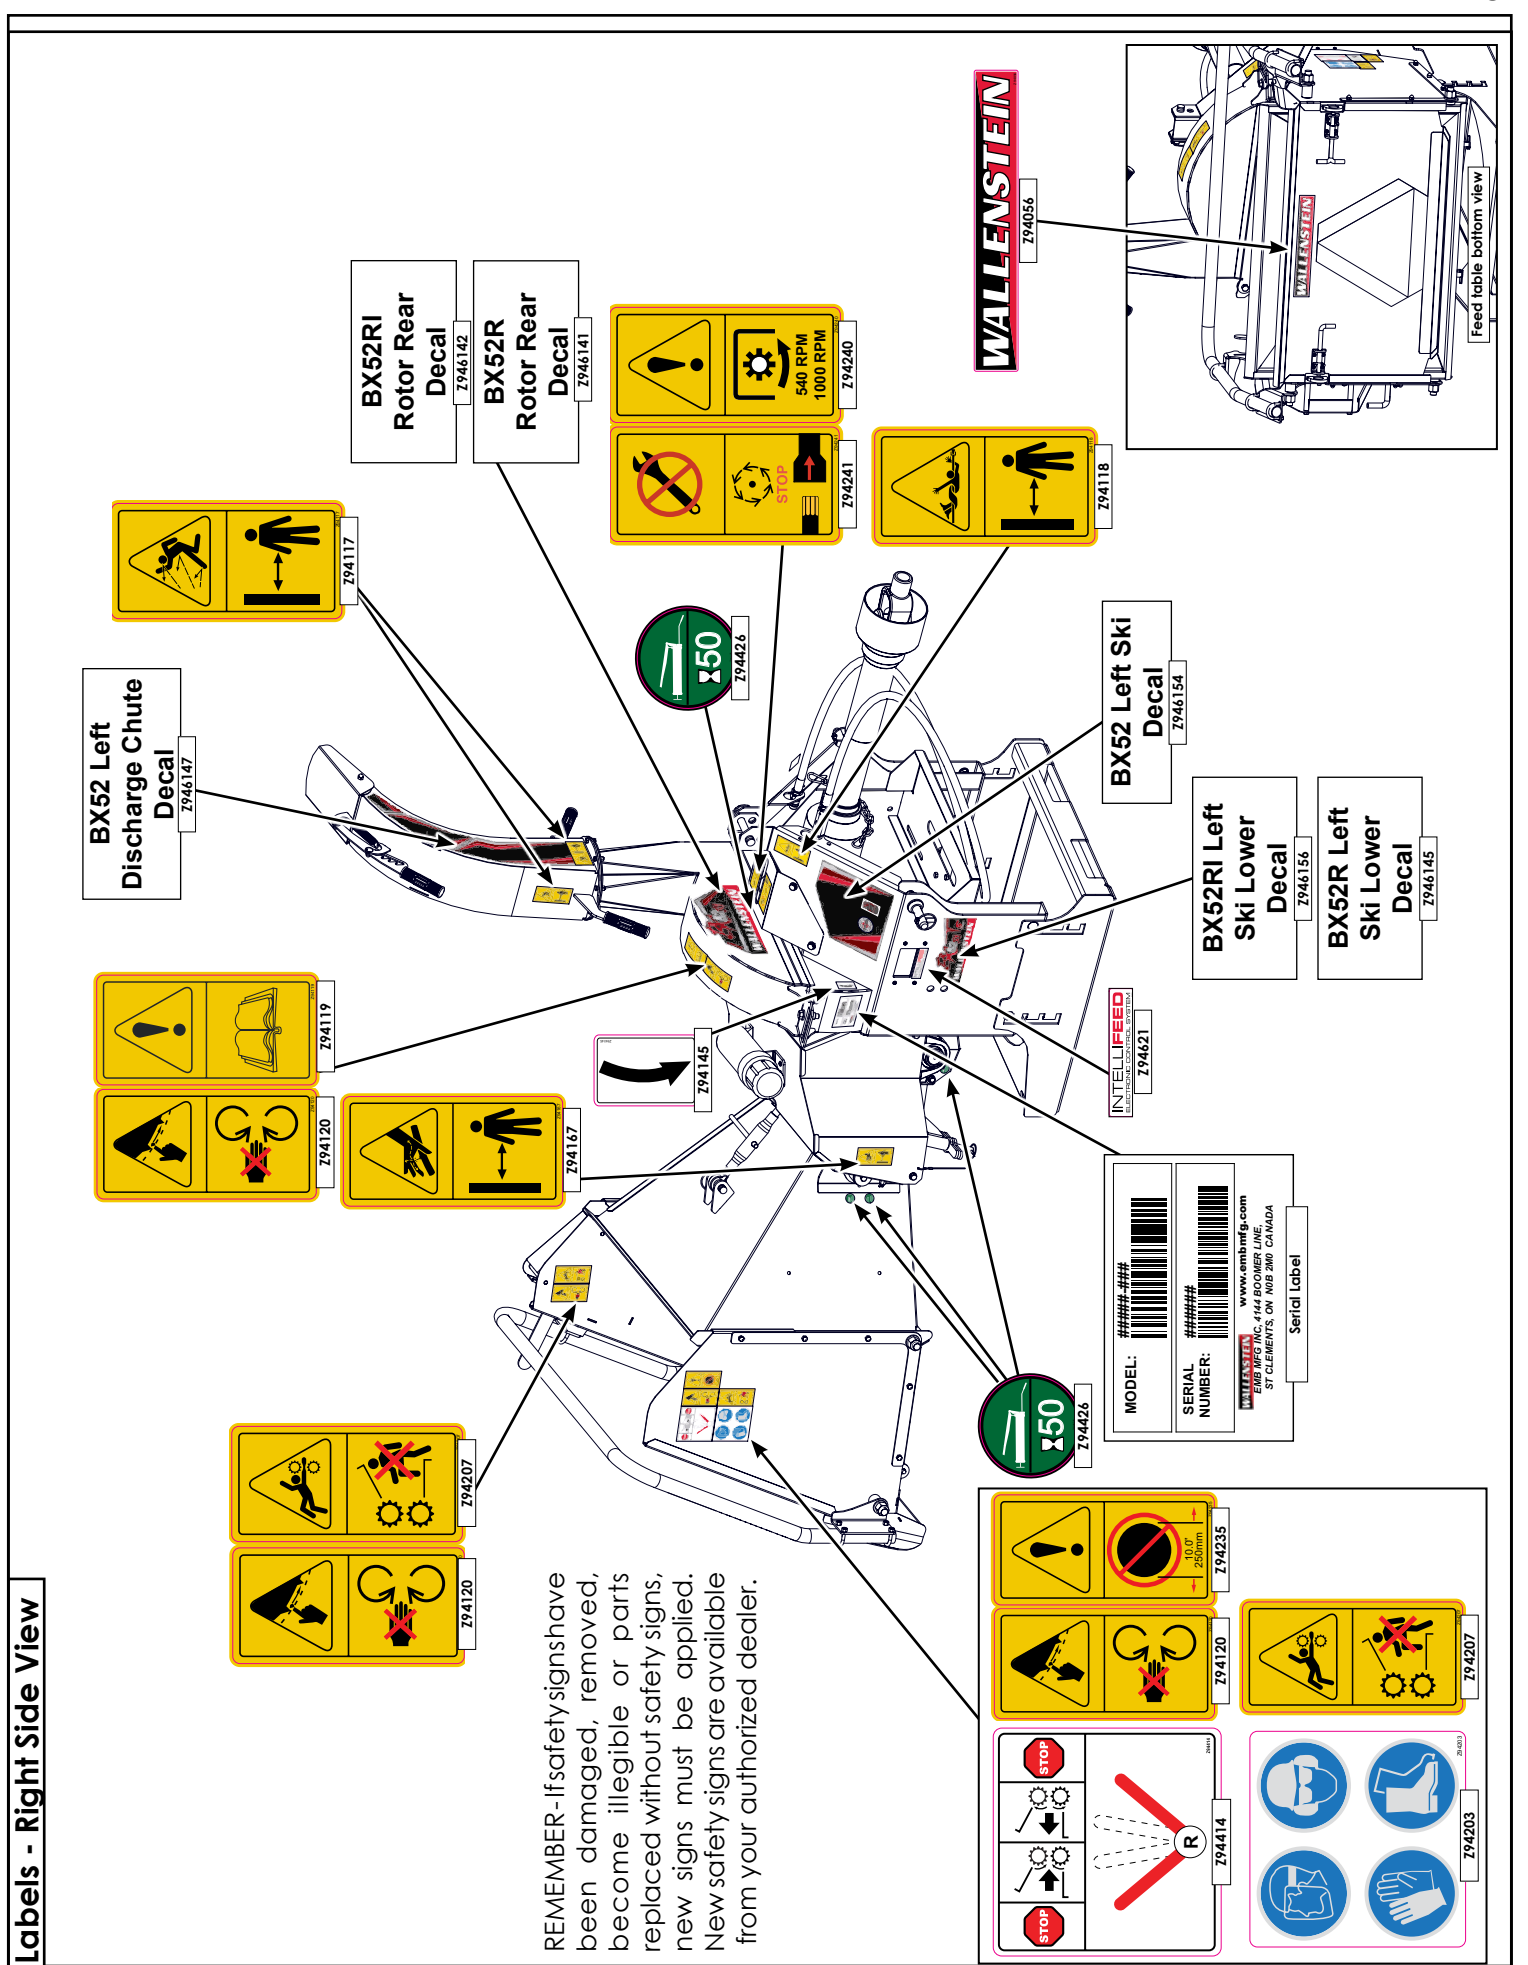 Labels - Right Side View
REMEMBER - If safety signs have
been damaged, removed,
become illegible or parts
replaced without safety signs,
new signs must be applied.
New safety signs are available
from your authorized dealer.
BX52 Left
Discharge Chute
Decal
Z946147
Z94117
BX52RI
Rotor Rear
Decal
Z946142
BX52R
Rotor Rear
Decal
Z946141
Z94119
Z94120
Z94167
Z94207
Z94120
50
Z94426
STOP
Z94241
540 RPM
1000 RPM
Z94240
Z94118
WALLENSTEIN
Z94056
WALLENSTEIN
Feed table bottom view
Z94145
WALLENSTEIN
BX52 Left Ski
Decal
Z946154
BX52RI Left
Ski Lower
Decal
Z946156
BX52R Left
Ski Lower
Decal
Z946145
INTELLIFEED
ELECTRONIC CONTROL SYSTEM
Z94621
MODEL:
#####-###
SERIAL
NUMBER:
######
WALLENSTEIN
www.embmfg.com
EMB MFG INC, 4144 BOOMER LINE,
ST CLEMENTS, ON N0B 2M0 CANADA
Serial Label
50
Z94426
10.0"
250mm
Z94235
Z94120
Z94207
STOP
STOP
R
Z94414
Z94203
Z94203